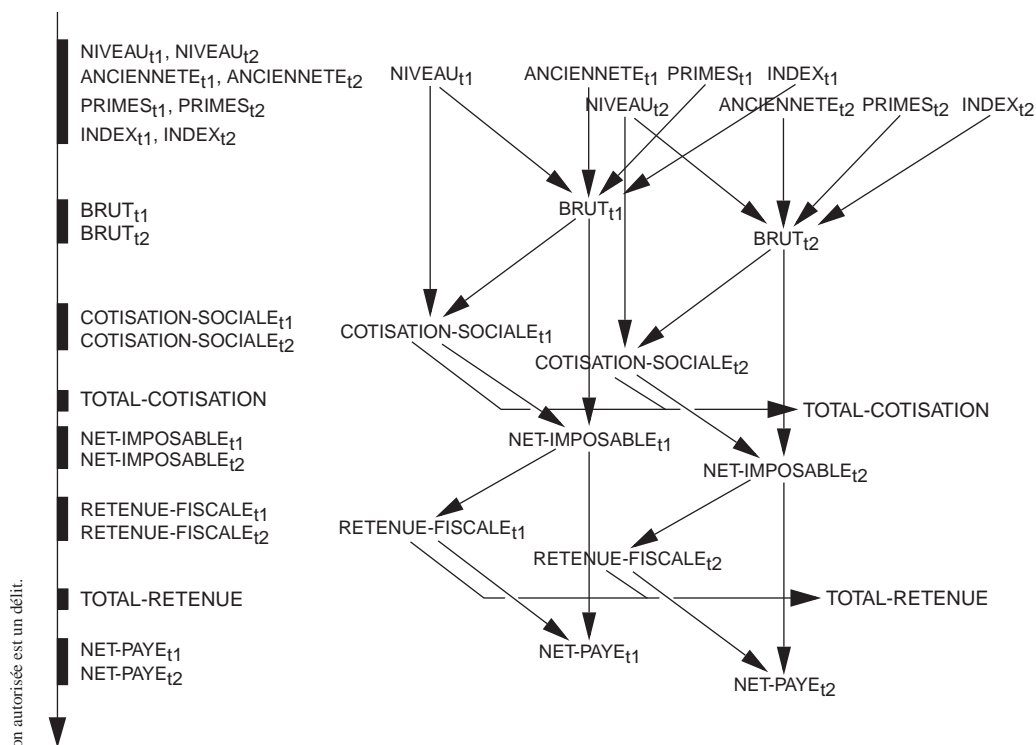 NIVEAUt1, NIVEAUt2
ANCIENNETEt1, ANCIENNETEt2
PRIMESt1, PRIMESt2
INDEXt1, INDEXt2
BRUTt1
BRUTt2
COTISATION-SOCIALEt1
COTISATION-SOCIALEt2
TOTAL-COTISATION
NET-IMPOSABLEt1
NET-IMPOSABLEt2
RETENUE-FISCALEt1
RETENUE-FISCALEt2
TOTAL-RETENUE
NET-PAYEt1
NET-PAYEt2
NIVEAUt1 ANCIENNETEt1 PRIMESt1 INDEXt1
NIVEAUt2 ANCIENNETEt2 PRIMESt2 INDEXt2
BRUTt1
BRUTt2
COTISATION-SOCIALEt1
COTISATION-SOCIALEt2
TOTAL-COTISATION
NET-IMPOSABLEt1
NET-IMPOSABLEt2
RETENUE-FISCALEt1
RETENUE-FISCALEt2
TOTAL-RETENUE
NET-PAYEt1
NET-PAYEt2
on autorisée est un délit.